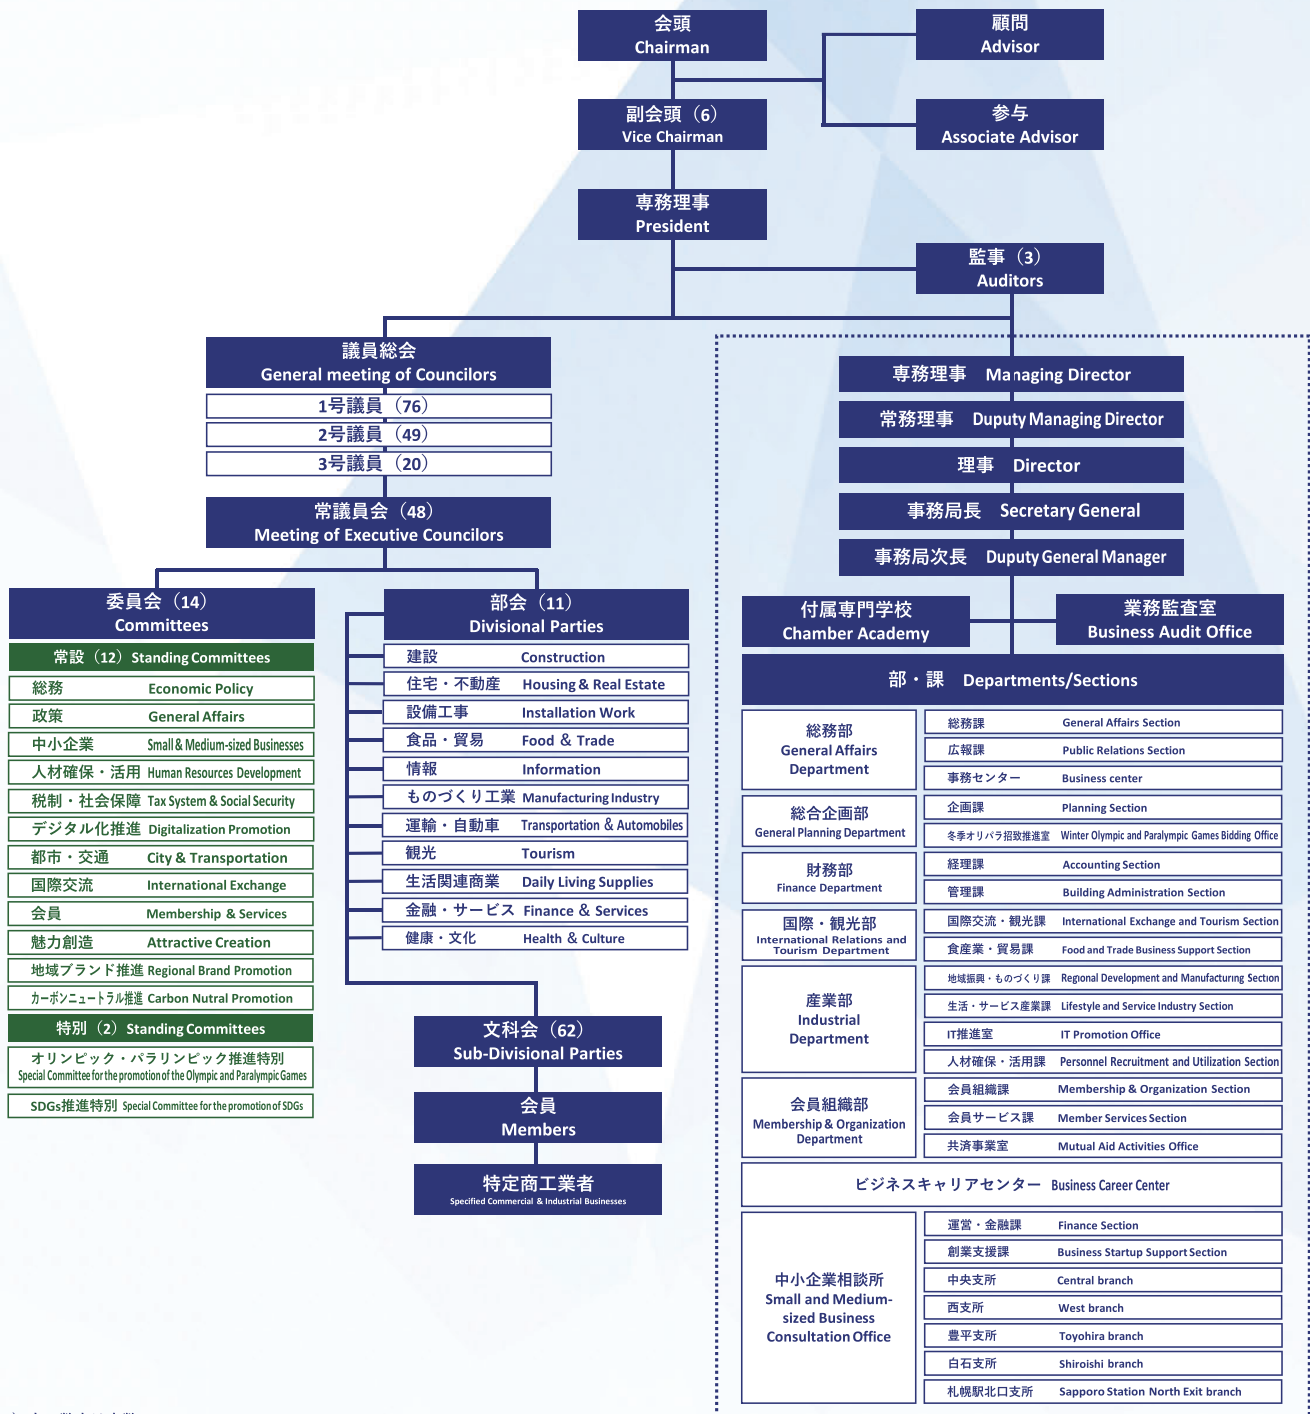 会頭
Chairman
顧問
Advisor
副会頭（6）
Vice Chairman
参与
Associate Advisor
専務理事
President
監事（3）
Auditors
議員総会
General meeting of Councilors
1号議員（76）
2号議員（49）
3号議員（20）
常議員会（48）
Meeting of Executive Councilors
委員会（14）
Committees
常設（12）Standing Committees
総務 Economic Policy
政策 General Affairs
中小企業 Small & Medium-sized Businesses
人材確保・活用 Human Resources Development
税制・社会保障 Tax System & Social Security
デジタル化推進 Digitalization Promotion
都市・交通 City & Transportation
国際交流 International Exchange
会員 Membership & Services
魅力創造 Attractive Creation
地域ブランド推進 Regional Brand Promotion
カーボンニュートラル推進 Carbon Nutral Promotion
特別（2）Standing Committees
オリンピック・パラリンピック推進特別
Special Committee for the promotion of the Olympic and Paralympic Games
SDGs推進特別 Special Committee for the promotion of SDGs
部会（11）
Divisional Parties
建設 Construction
住宅・不動産 Housing & Real Estate
設備工事 Installation Work
食品・貿易 Food & Trade
情報 Information
ものづくり工業 Manufacturing Industry
運輸・自動車 Transportation & Automobiles
観光 Tourism
生活関連商業 Daily Living Supplies
金融・サービス Finance & Services
健康・文化 Health & Culture
文科会（62）
Sub-Divisional Parties
会員
Members
特定商工業者
Specified Commercial & Industrial Businesses
専務理事 Managing Director
常務理事 Duputy Managing Director
理事 Director
事務局長 Secretary General
事務局次長 Duputy General Manager
付属専門学校
Chamber Academy
業務監査室
Business Audit Office
部・課 Departments/Sections
総務部
General Affairs
Department
総務課 General Affairs Section
広報課 Public Relations Section
事務センター Business center
総合企画部
General Planning Department
企画課 Planning Section
冬季オリパラ招致推進室 Winter Olympic and Paralympic Games Bidding Office
財務部
Finance Department
経理課 Accounting Section
管理課 Building Administration Section
国際・観光部
International Relations and
Tourism Department
国際交流・観光課 International Exchange and Tourism Section
食産業・貿易課 Food and Trade Business Support Section
産業部
Industrial
Department
地域振興・ものづくり課 Regonal Development and Manufacturing Section
生活・サービス産業課 Lifestyle and Service Industry Section
IT推進室 IT Promotion Office
人材確保・活用課 Personnel Recruitment and Utilization Section
会員組織部
Membership & Organization
Department
会員組織課 Membership & Organization Section
会員サービス課 Member Services Section
共済事業室 Mutual Aid Activities Office
ビジネスキャリアセンター Business Career Center
中小企業相談所
Small and Medium-
sized Business
Consultation Office
運営・金融課 Finance Section
創業支援課 Business Startup Support Section
中央支所 Central branch
西支所 West branch
豊平支所 Toyohira branch
白石支所 Shiroishi branch
札幌駅北口支所 Sapporo Station North Exit branch